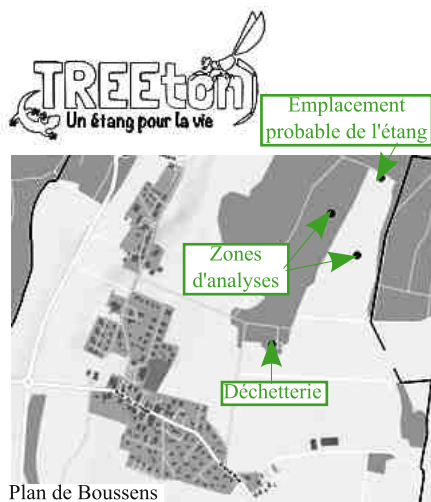 TREEton
Un étang pour la vie
Emplacement
probable de l'étang
Zones
d'analyses
Déchetterie
Plan de Boussens